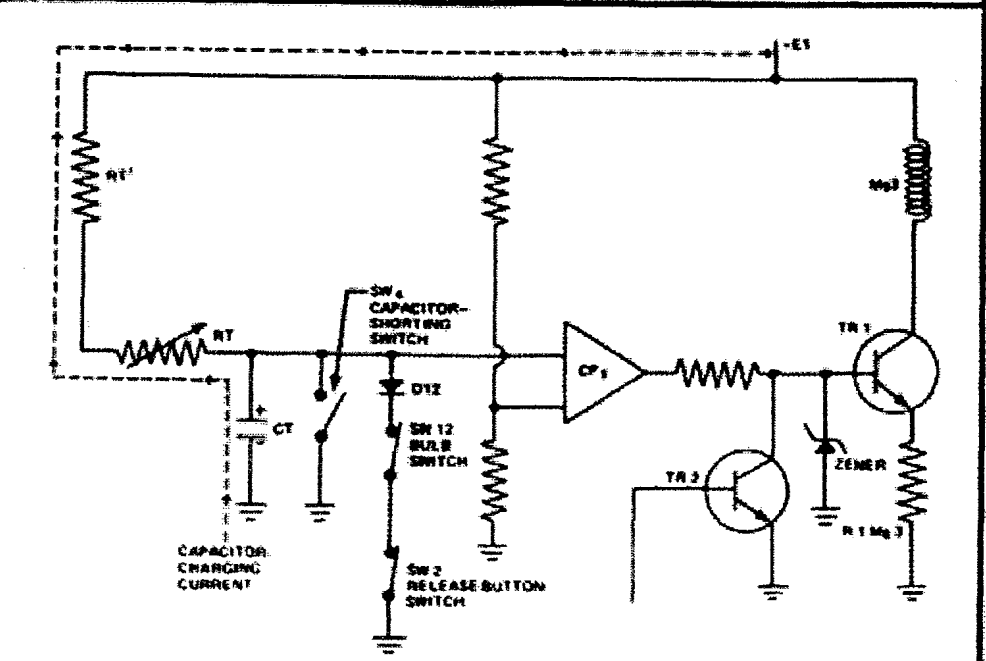 -E1
RT'
Mg3
SW4
CAPACITOR-
SHORTING
SWITCH
TR 1
RT
CP1
D12
CT
SW 12
BULB
SWITCH
ZENER
TR 2
R 1 Mg 3
CAPACITOR
CHARGING
CURRENT
SW 2
RELEASE-BUTTON
SWITCH